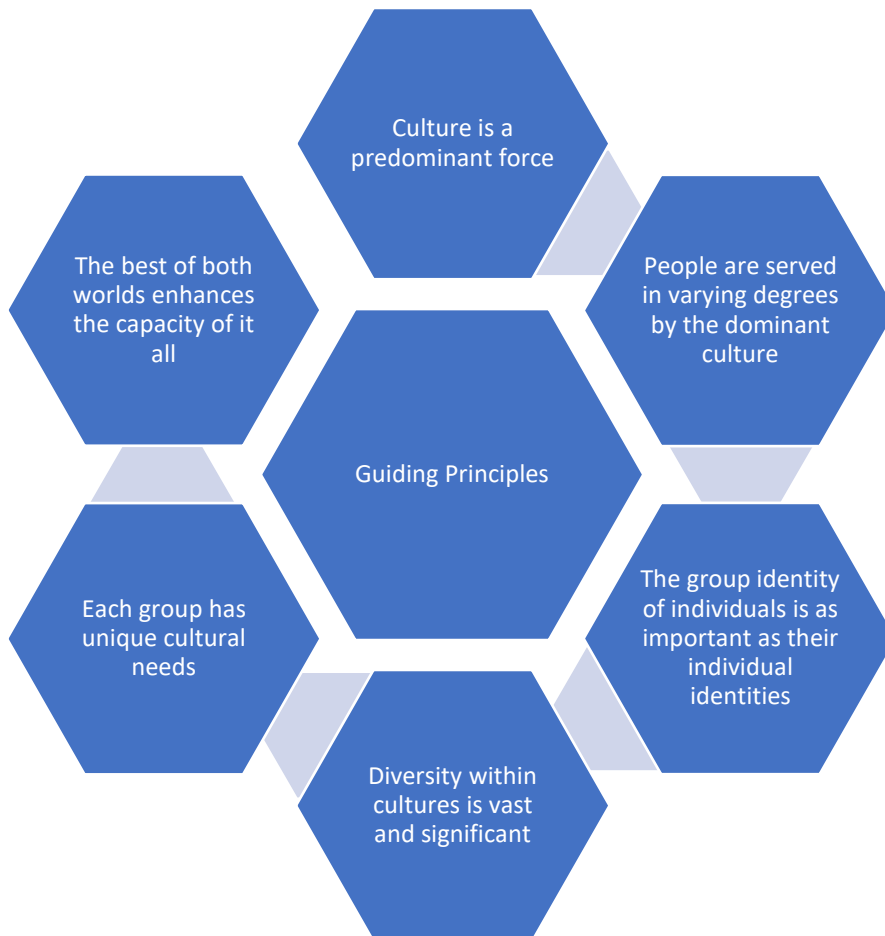 Culture is a
predominant force
People are served
in varying degrees
by the dominant
culture
The group identity
of individuals is as
important as their
individual
identities
Diversity within
cultures is vast
and significant
Each group has
unique cultural
needs
The best of both
worlds enhances
the capacity of it
all
Guiding Principles